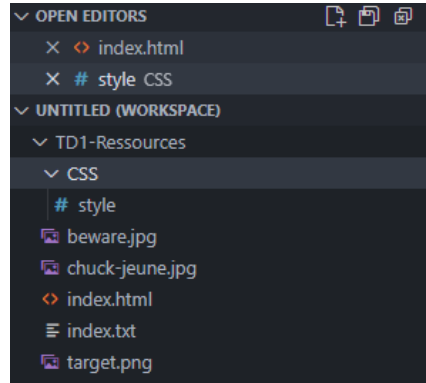 OPEN EDITORS
index.html
# style CSS
UNTITLED (WORKSPACE)
TD1-Ressources
CSS
# style
beware.jpg
chuck-jeune.jpg
index.html
index.txt
target.png